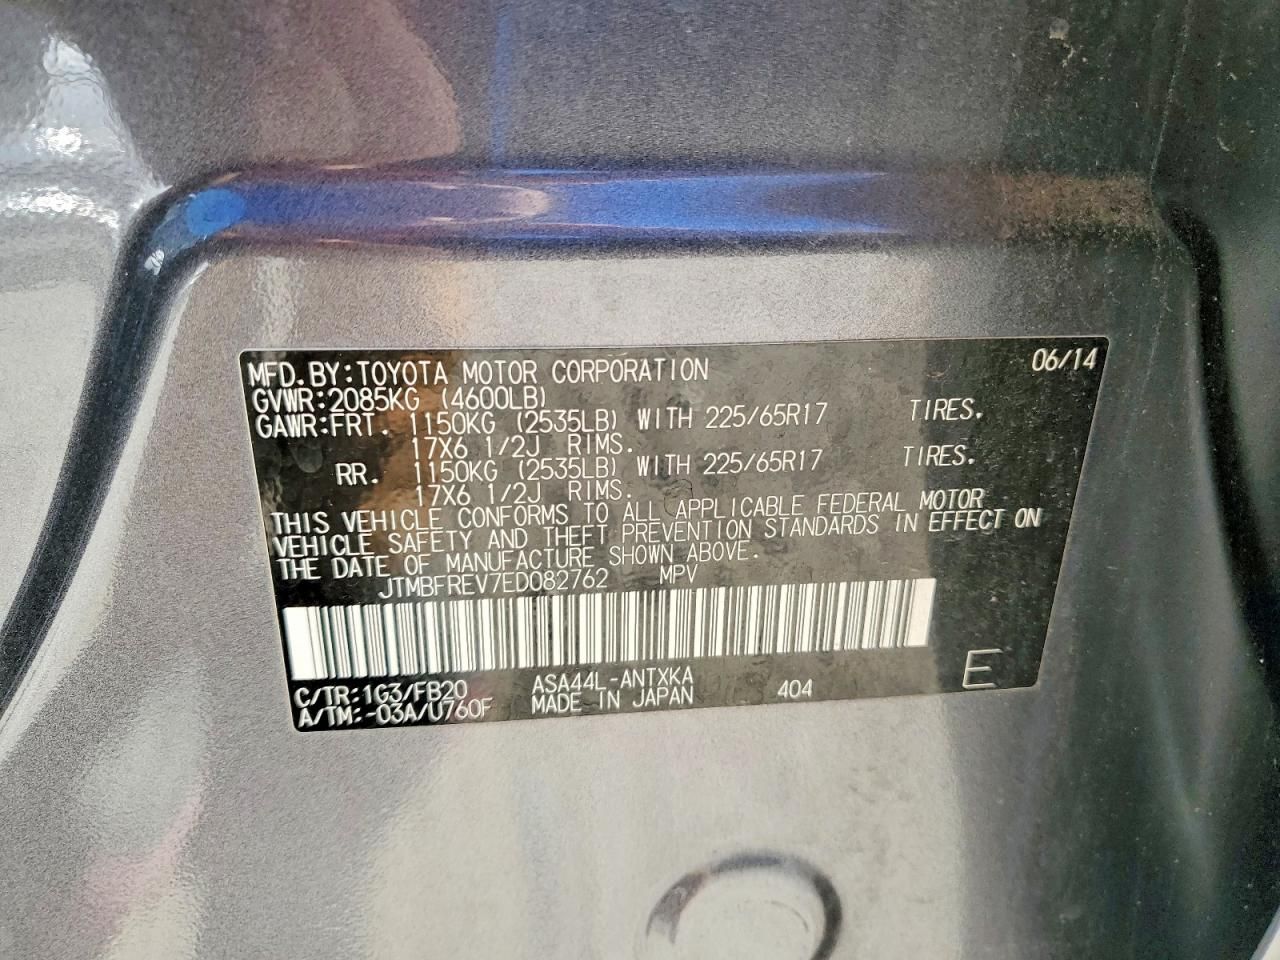 MFD.BY:TOYOTA MOTOR CORPORATION 06/14
GVWR:2085KG (4600LB)
GAWR:FRT. 1150KG (2535LB) WITH 225/65R17 TIRES.
17X6 1/2J RIMS.
RR. 1150KG (2535LB) WITH 225/65R17 TIRES.
17X6 1/2J RIMS.
THIS VEHICLE CONFORMS TO ALL APPLICABLE FEDERAL MOTOR
VEHICLE SAFETY AND THEFT PREVENTION STANDARDS IN EFFECT ON
THE DATE OF MANUFACTURE SHOWN ABOVE.
JTMBFREV7ED082762 MPV
C/TR:1G3/FB20 ASA44L-ANTXKA 404 E
A/TM:-03A/U760F MADE IN JAPAN